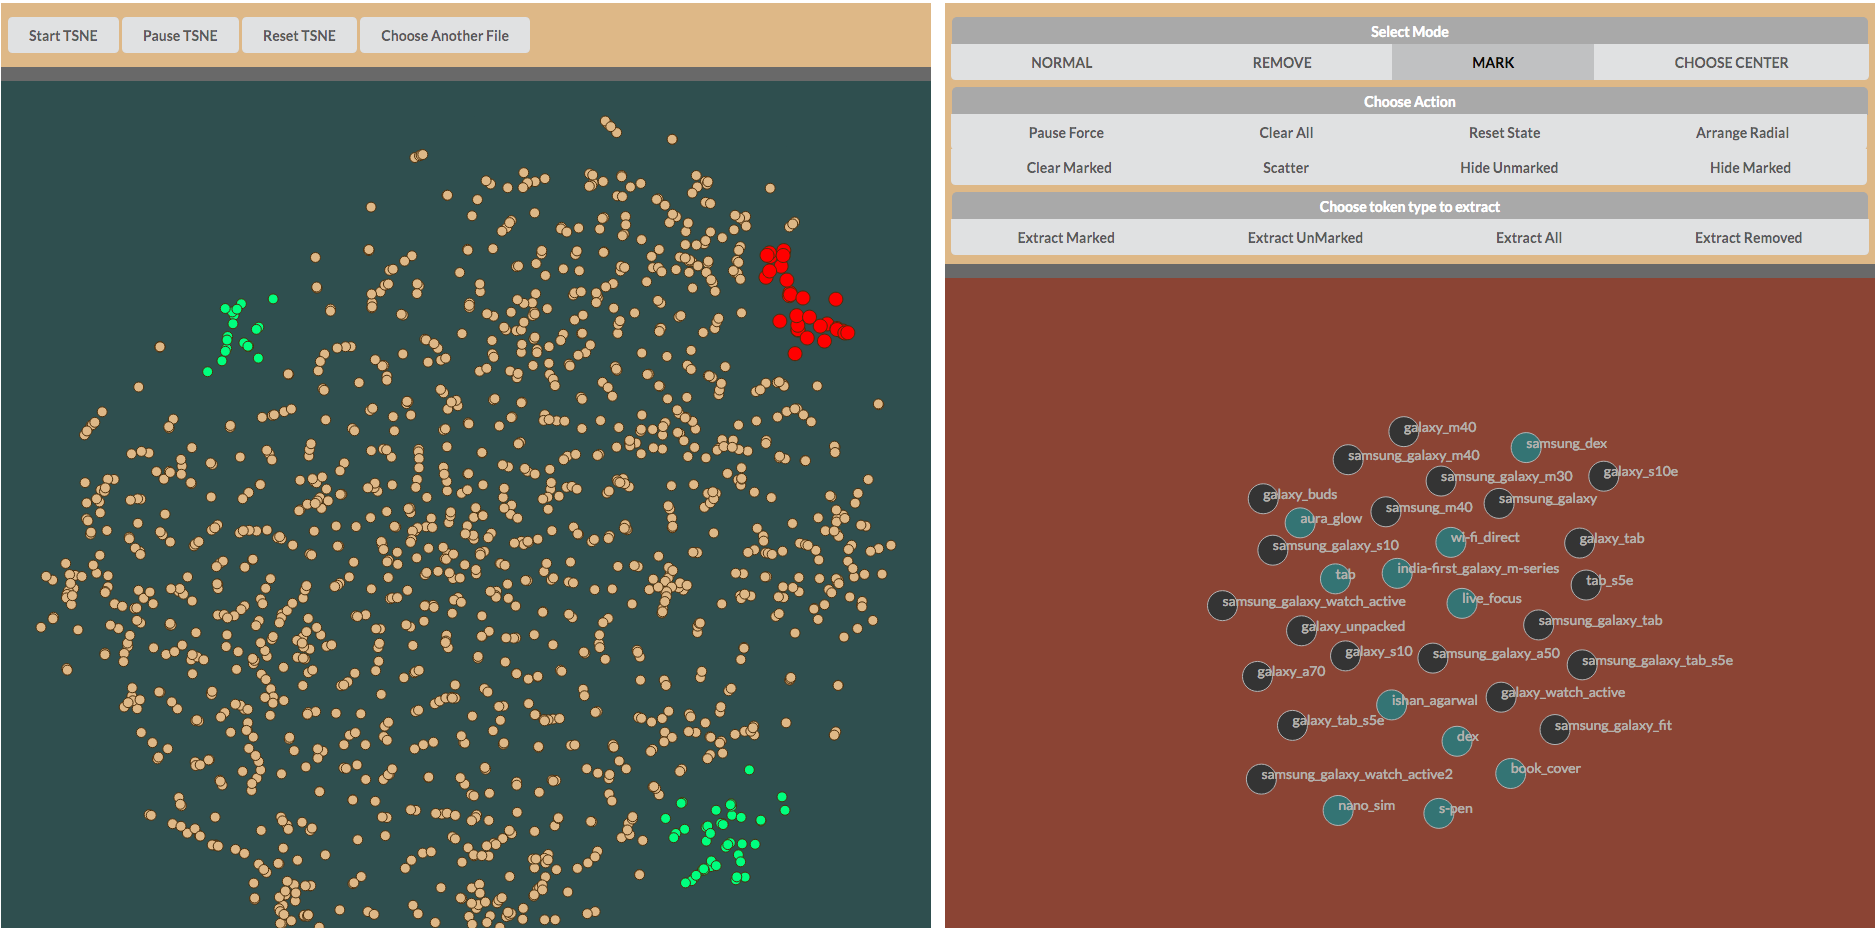 Start TSNE Pause TSNE Reset TSNE Choose Another File
Select Mode
NORMAL REMOVE MARK CHOOSE CENTER
Choose Action
Pause Force Clear All Reset State Arrange Radial
Clear Marked Scatter Hide Unmarked Hide Marked
Choose token type to extract
Extract Marked Extract UnMarked Extract All Extract Removed
galaxy_m40
samsung_dex
samsung_galaxy_m40
galaxy_s10e
samsung_galaxy_m30
galaxy_buds
samsung_galaxy
samsung_m40
aura_glow
wi-fi_direct
galaxy_tab
samsung_galaxy_s10
india-first_galaxy_m-series
tab
tab_s5e
live_focus
samsung_galaxy_watch_active
samsung_galaxy_tab
galaxy_unpacked
galaxy_s10
samsung_galaxy_a50
samsung_galaxy_tab_s5e
galaxy_a70
galaxy_watch_active
ishan_agarwal
galaxy_tab_s5e
samsung_galaxy_fit
dex
book_cover
samsung_galaxy_watch_active2
nano_sim
s-pen